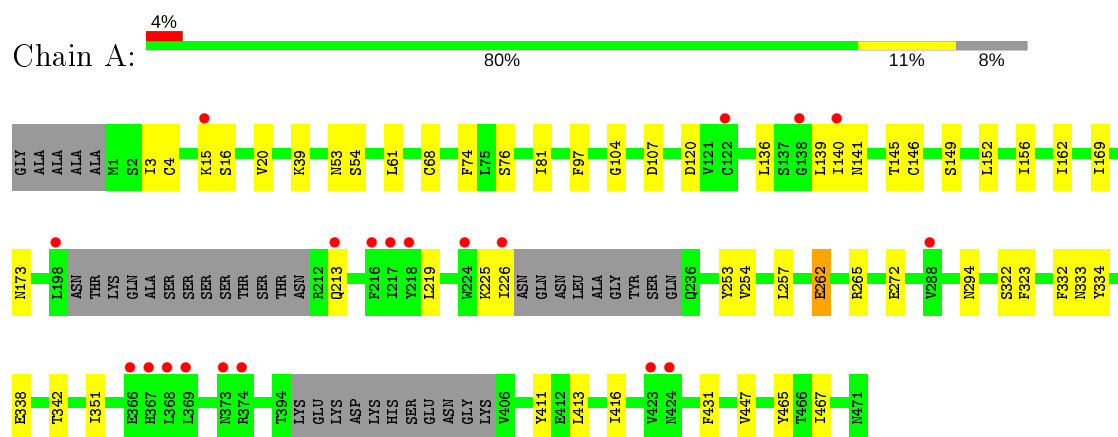 4%
Chain A:
80% 11% 8%
GLY ALA ALA ALA ALA M1 S2 I3 C4 K15 S16 V20 K39 N53 S54 L61 C68 F74 L75 S76 I81 F97 G104 D107 D120 V121 C122 L136 S137 G138 L139 I140 N141 T145 C146 S149 L152 I156 I162 I169
N173 L198 ASN THR LYS GLN ALA SER SER SER SER THR SER THR ASN R212 Q213 F216 I217 Y218 L219 W224 K225 I226 ASN GLN ASN LEU ALA GLY TYR SER GLN Q236 Y253 V254 L257 E262 R265 E272 V288 N294 S322 F323 F332 N333 Y334
E338 T342 I351 E366 H367 L368 L369 N373 R374 T394 LYS GLU LYS ASP LYS HIS SER GLU ASN GLY LYS V406 Y411 E412 L413 I416 V423 N424 F431 V447 Y465 T466 I467 N471